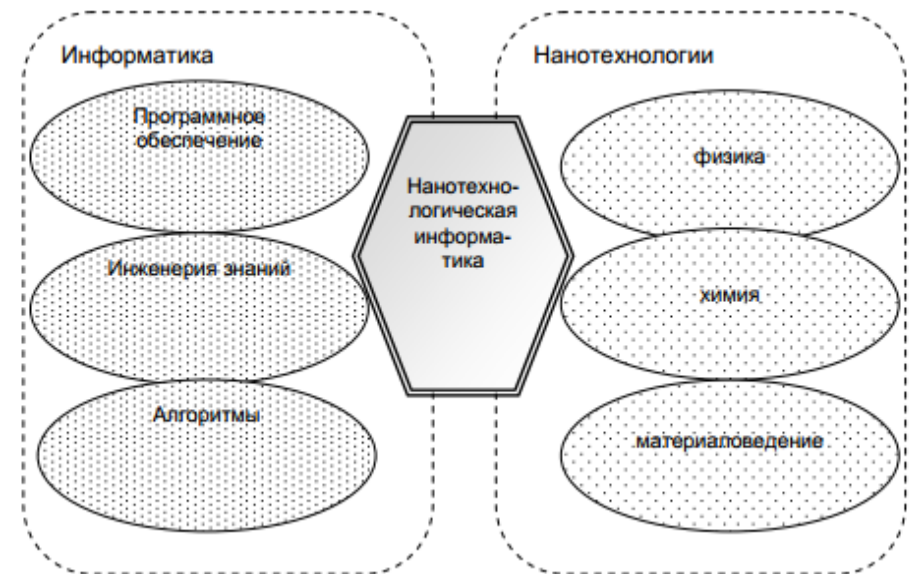 Информатика
Программное
обеспечение
Инженерия знаний
Алгоритмы
Нанотехно-
логическая
информа-
тика
Нанотехнологии
физика
химия
материаловедение